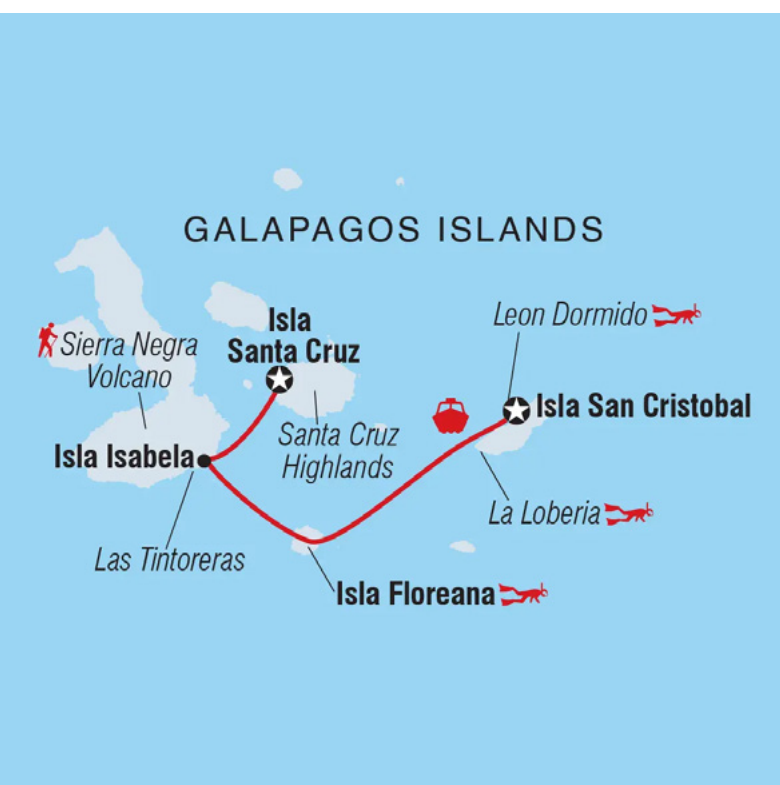 GALAPAGOS ISLANDS
Leon Dormido
Isla
Santa Cruz
Sierra Negra
Volcano
Isla San Cristobal
Santa Cruz
Highlands
Isla Isabela
La Loberia
Las Tintoreras
Isla Floreana